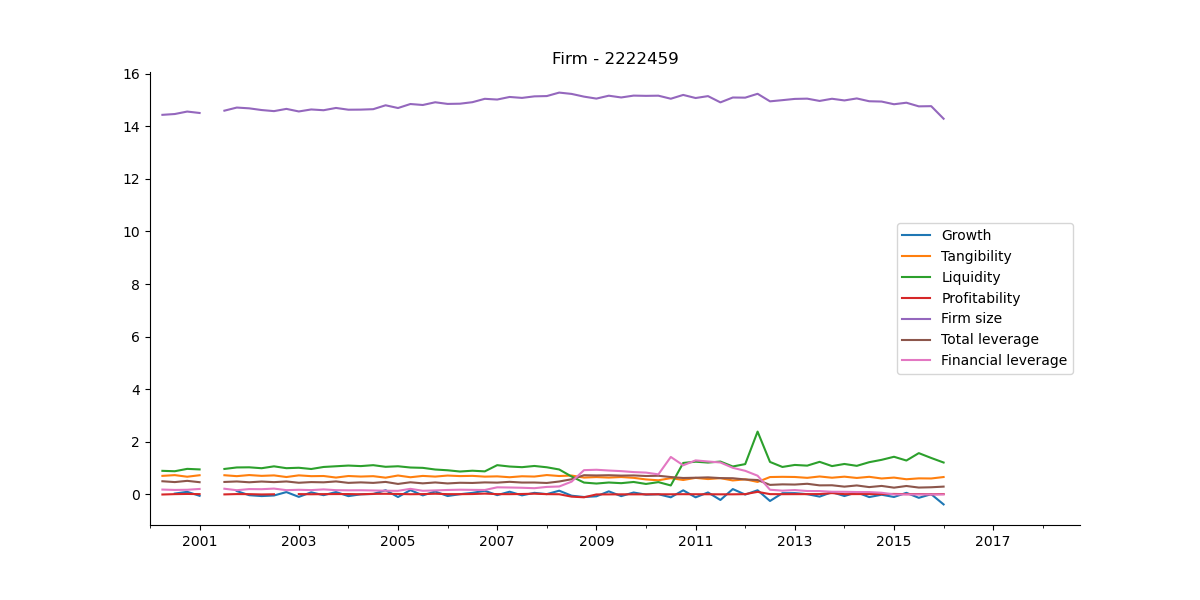 Firm - 2222459
16
14
12
10
8
6
4
2
0
2001 2003 2005 2007 2009 2011 2013 2015 2017
Growth
Tangibility
Liquidity
Profitability
Firm size
Total leverage
Financial leverage